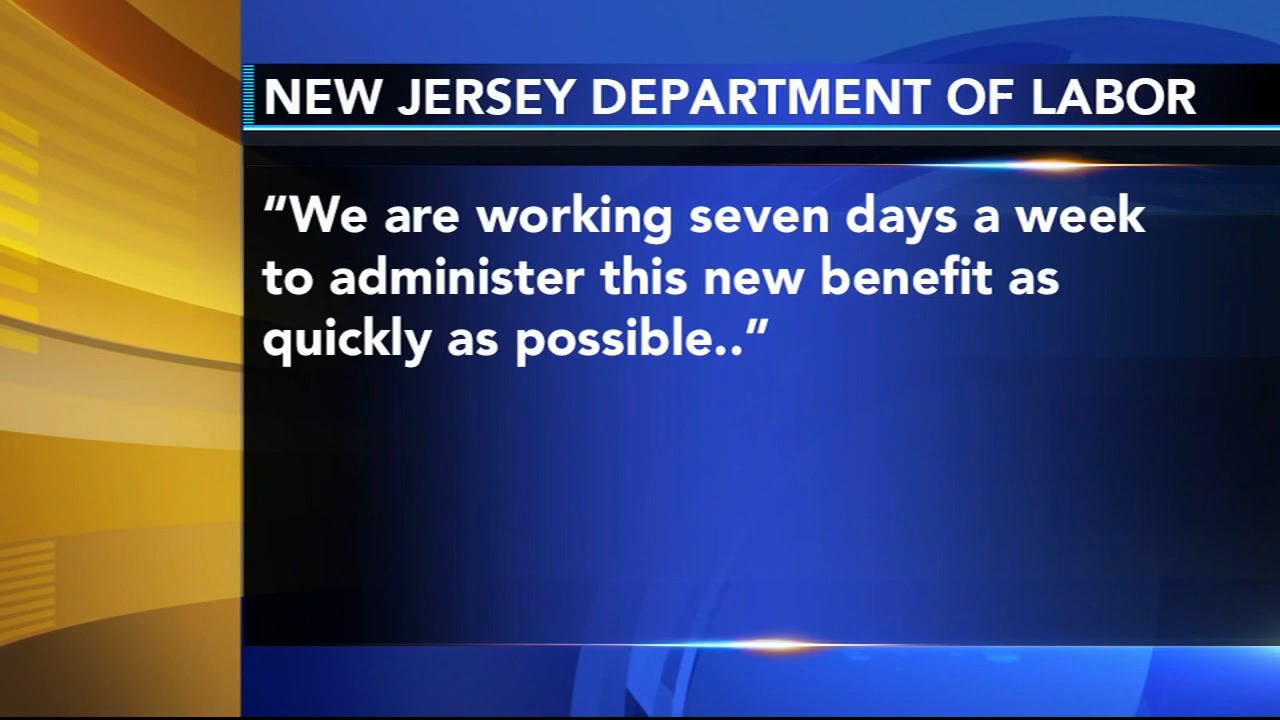 NEW JERSEY DEPARTMENT OF LABOR
“We are working seven days a week
to administer this new benefit as
quickly as possible..”